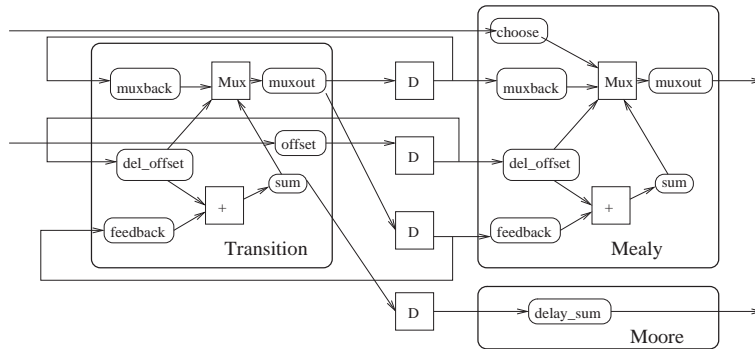 choose
muxback
Mux
muxout
D
muxback
Mux
muxout
offset
D
del_offset
sum
del_offset
sum
+
+
feedback
D
feedback
Transition
Mealy
D
delay_sum
Moore